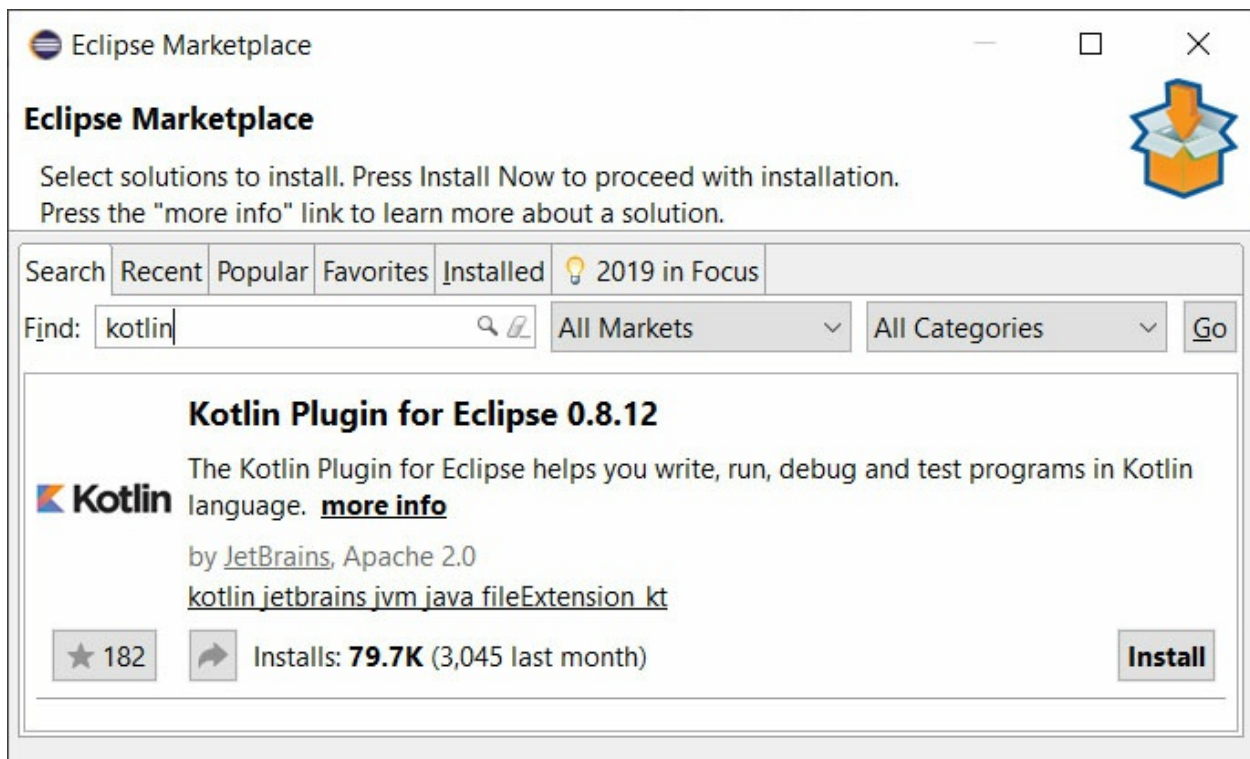 Eclipse Marketplace
Eclipse Marketplace
Select solutions to install. Press Install Now to proceed with installation.
Press the "more info" link to learn more about a solution.
Search Recent Popular Favorites Installed 2019 in Focus
Find: kotlin All Markets All Categories Go
Kotlin Plugin for Eclipse 0.8.12
The Kotlin Plugin for Eclipse helps you write, run, debug and test programs in Kotlin
Kotlin language. more info
by JetBrains, Apache 2.0
kotlin jetbrains jvm java fileExtension_kt
182 Installs: 79.7K (3,045 last month) Install